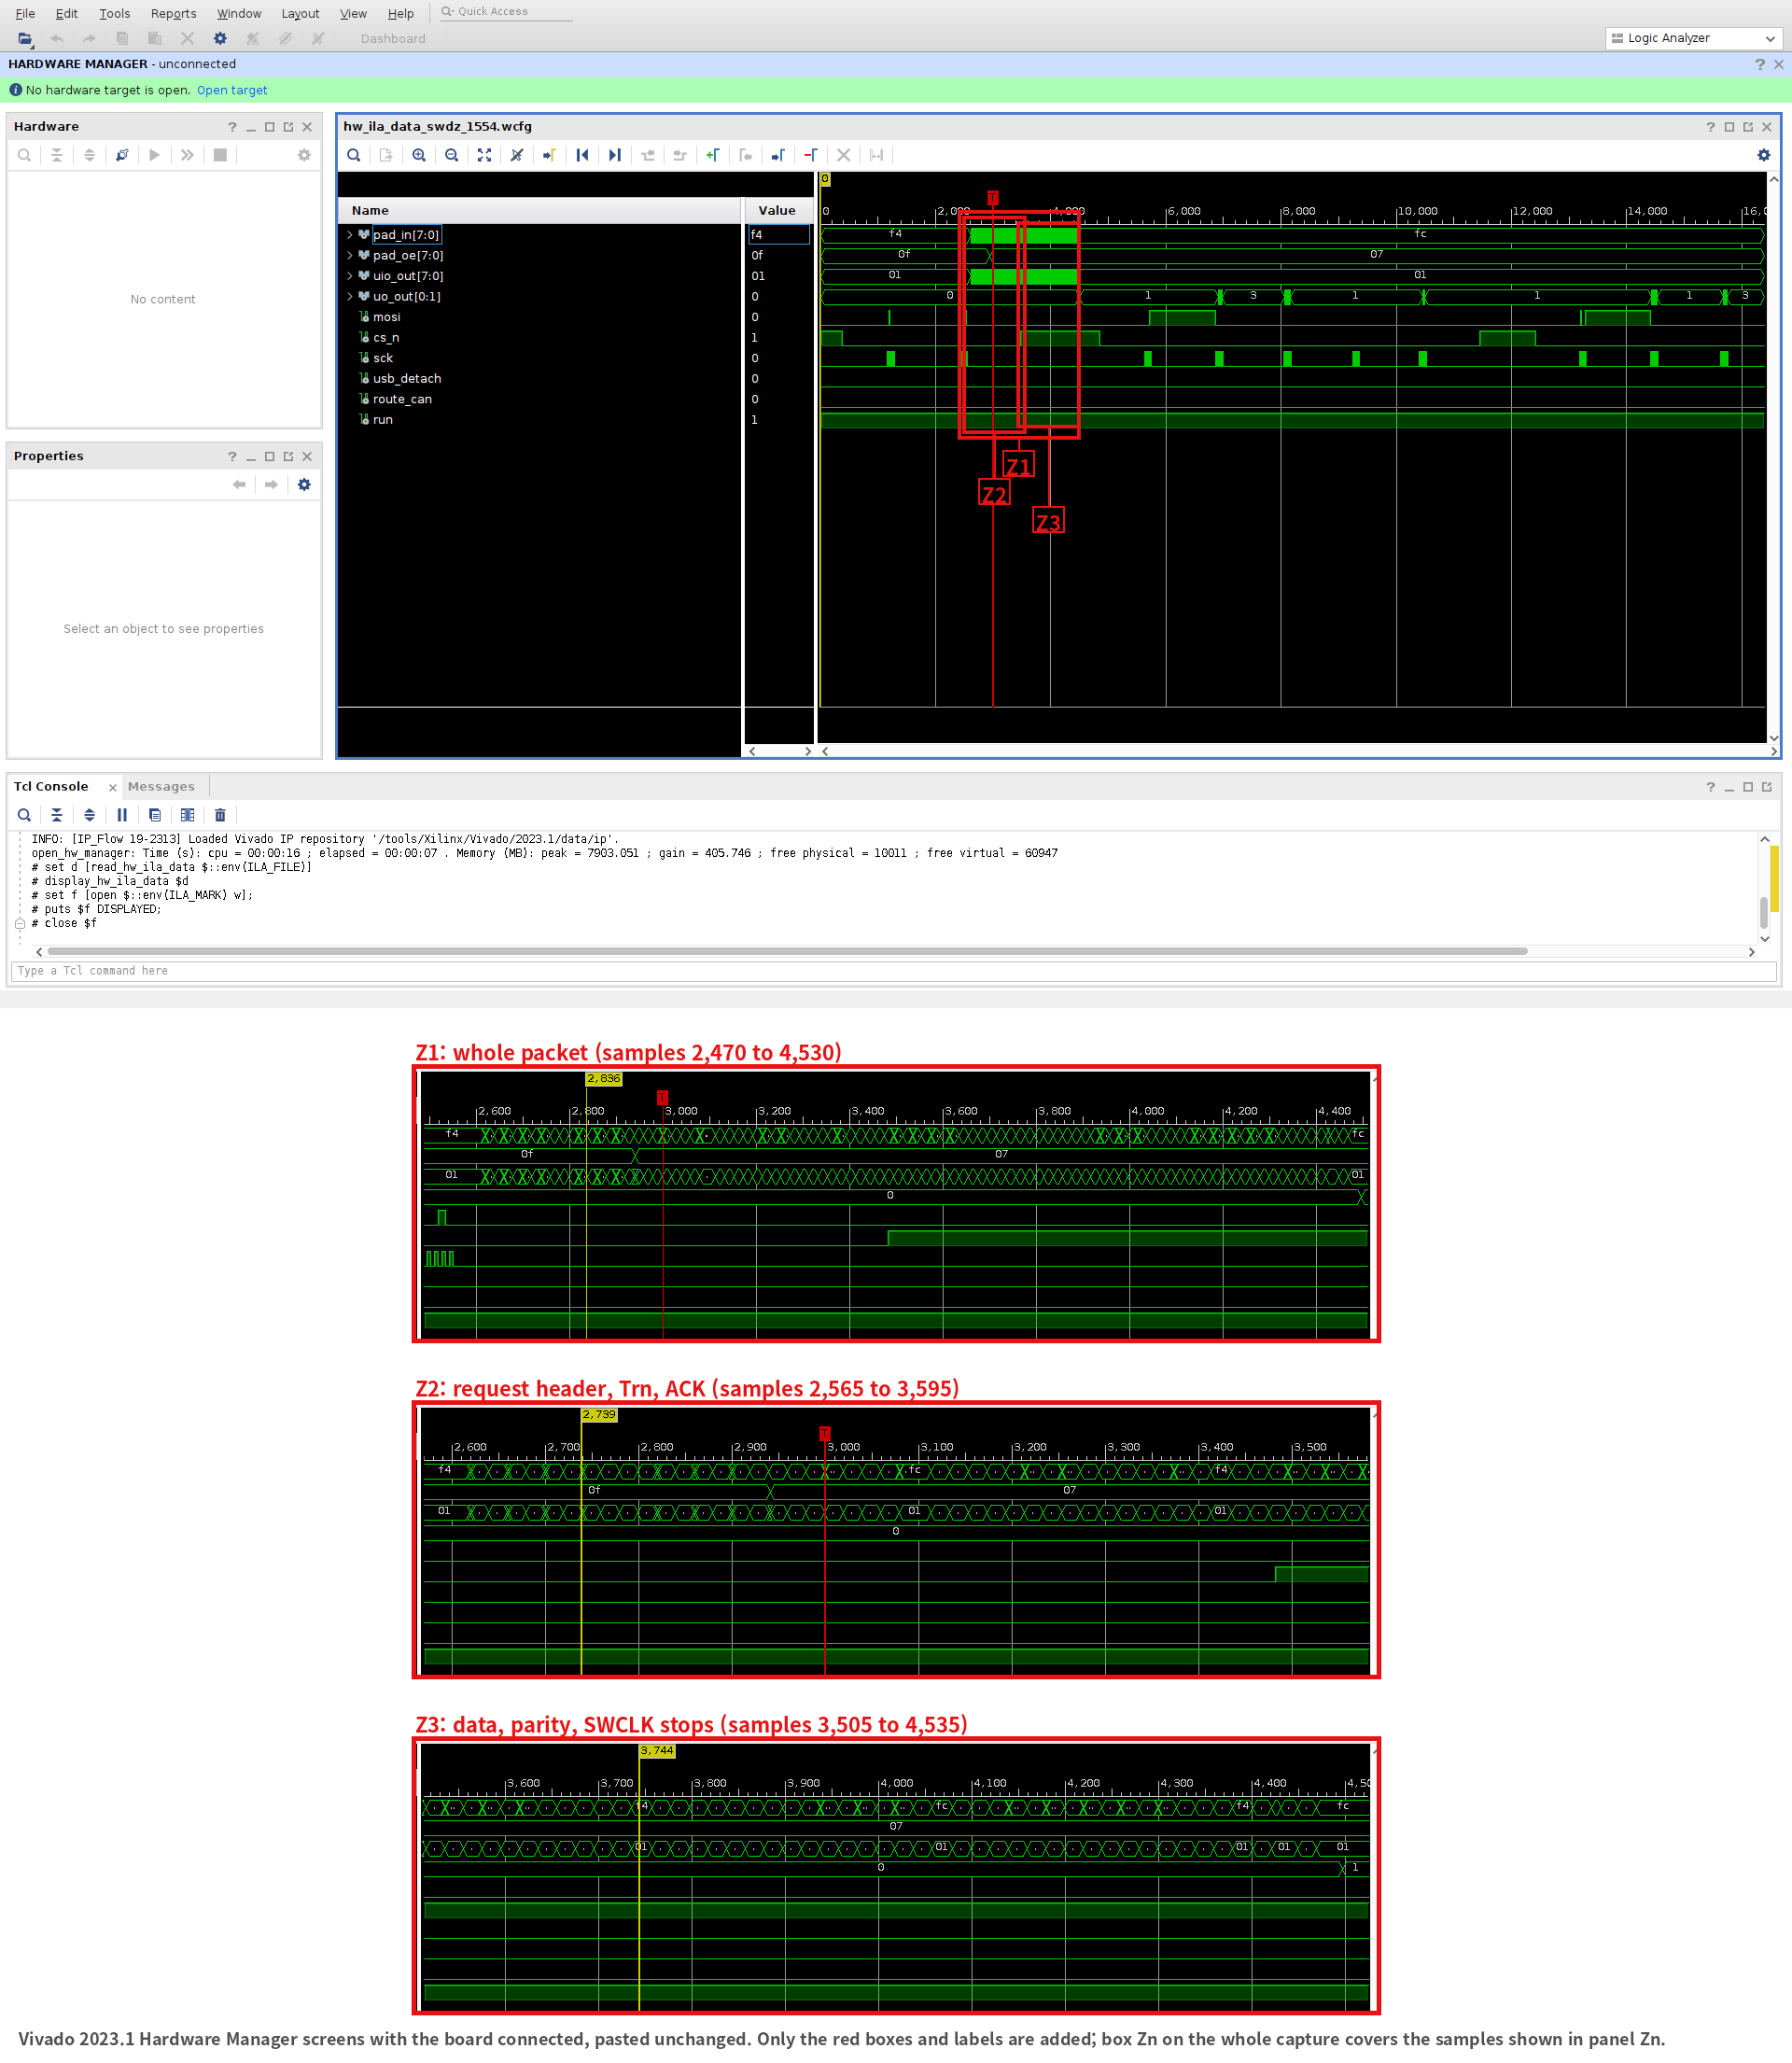 File Edit Tools Reports Window Layout View Help Quick Access
Dashboard
Logic Analyzer
HARDWARE MANAGER - unconnected
No hardware target is open. Open target
Hardware
No content
Properties
Select an object to see properties
hw_ila_data_swdz_1554.wcfg
Name Value
pad_in[7:0] f4
pad_oe[7:0] 0f
uio_out[7:0] 01
uo_out[0:1] 0
mosi 0
cs_n 1
sck 0
usb_detach 0
route_can 0
run 1
0
T
0 2,000 4,000 6,000 8,000 10,000 12,000 14,000 16,0
f4 fc
0f 07
01 01
0 1 3 1 1 1 3
Z1
Z2
Z3
Tcl Console Messages
INFO: [IP_Flow 19-2313] Loaded Vivado IP repository '/tools/Xilinx/Vivado/2023.1/data/ip'.
open_hw_manager: Time (s): cpu = 00:00:16 ; elapsed = 00:00:07 . Memory (MB): peak = 7903.051 ; gain = 405.746 ; free physical = 10011 ; free virtual = 60947
# set d [read_hw_ila_data $::env(ILA_FILE)]
# display_hw_ila_data $d
# set f [open $::env(ILA_MARK) w];
# puts $f DISPLAYED;
# close $f
Type a Tcl command here
Z1: whole packet (samples 2,470 to 4,530)
2,836
T
2,600 2,800 3,000 3,200 3,400 3,600 3,800 4,000 4,200 4,400
f4 fc
0f 07
01 01
0
Z2: request header, Trn, ACK (samples 2,565 to 3,595)
2,739
T
2,600 2,700 2,800 2,900 3,000 3,100 3,200 3,300 3,400 3,500
f4 fc f4
0f 07
01 01 01
0
Z3: data, parity, SWCLK stops (samples 3,505 to 4,535)
3,744
3,600 3,700 3,800 3,900 4,000 4,100 4,200 4,300 4,400 4,50
f4 fc f4 fc
07
01 01 01 01 01
0 1
Vivado 2023.1 Hardware Manager screens with the board connected, pasted unchanged. Only the red boxes and labels are added; box Zn on the whole capture covers the samples shown in panel Zn.